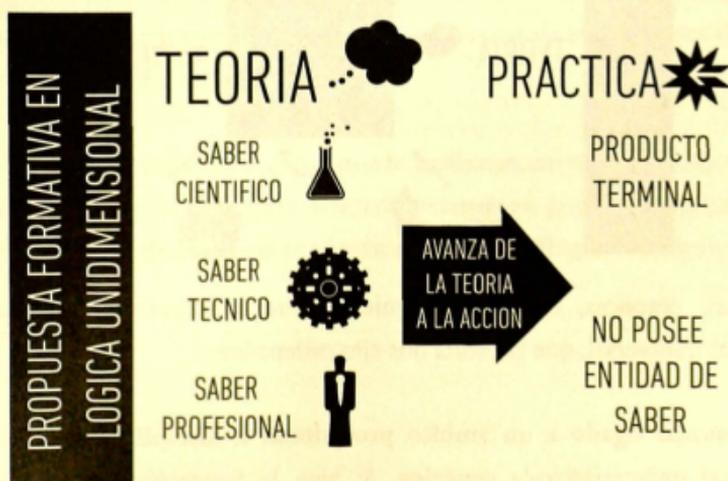 PROPUESTA FORMATIVA EN
LOGICA UNIDIMENSIONAL
TEORIA
SABER
CIENTIFICO
SABER
TECNICO
SABER
PROFESIONAL
AVANZA DE
LA TEORIA
A LA ACCION
PRACTICA
PRODUCTO
TERMINAL
NO POSEE
ENTIDAD DE
SABER